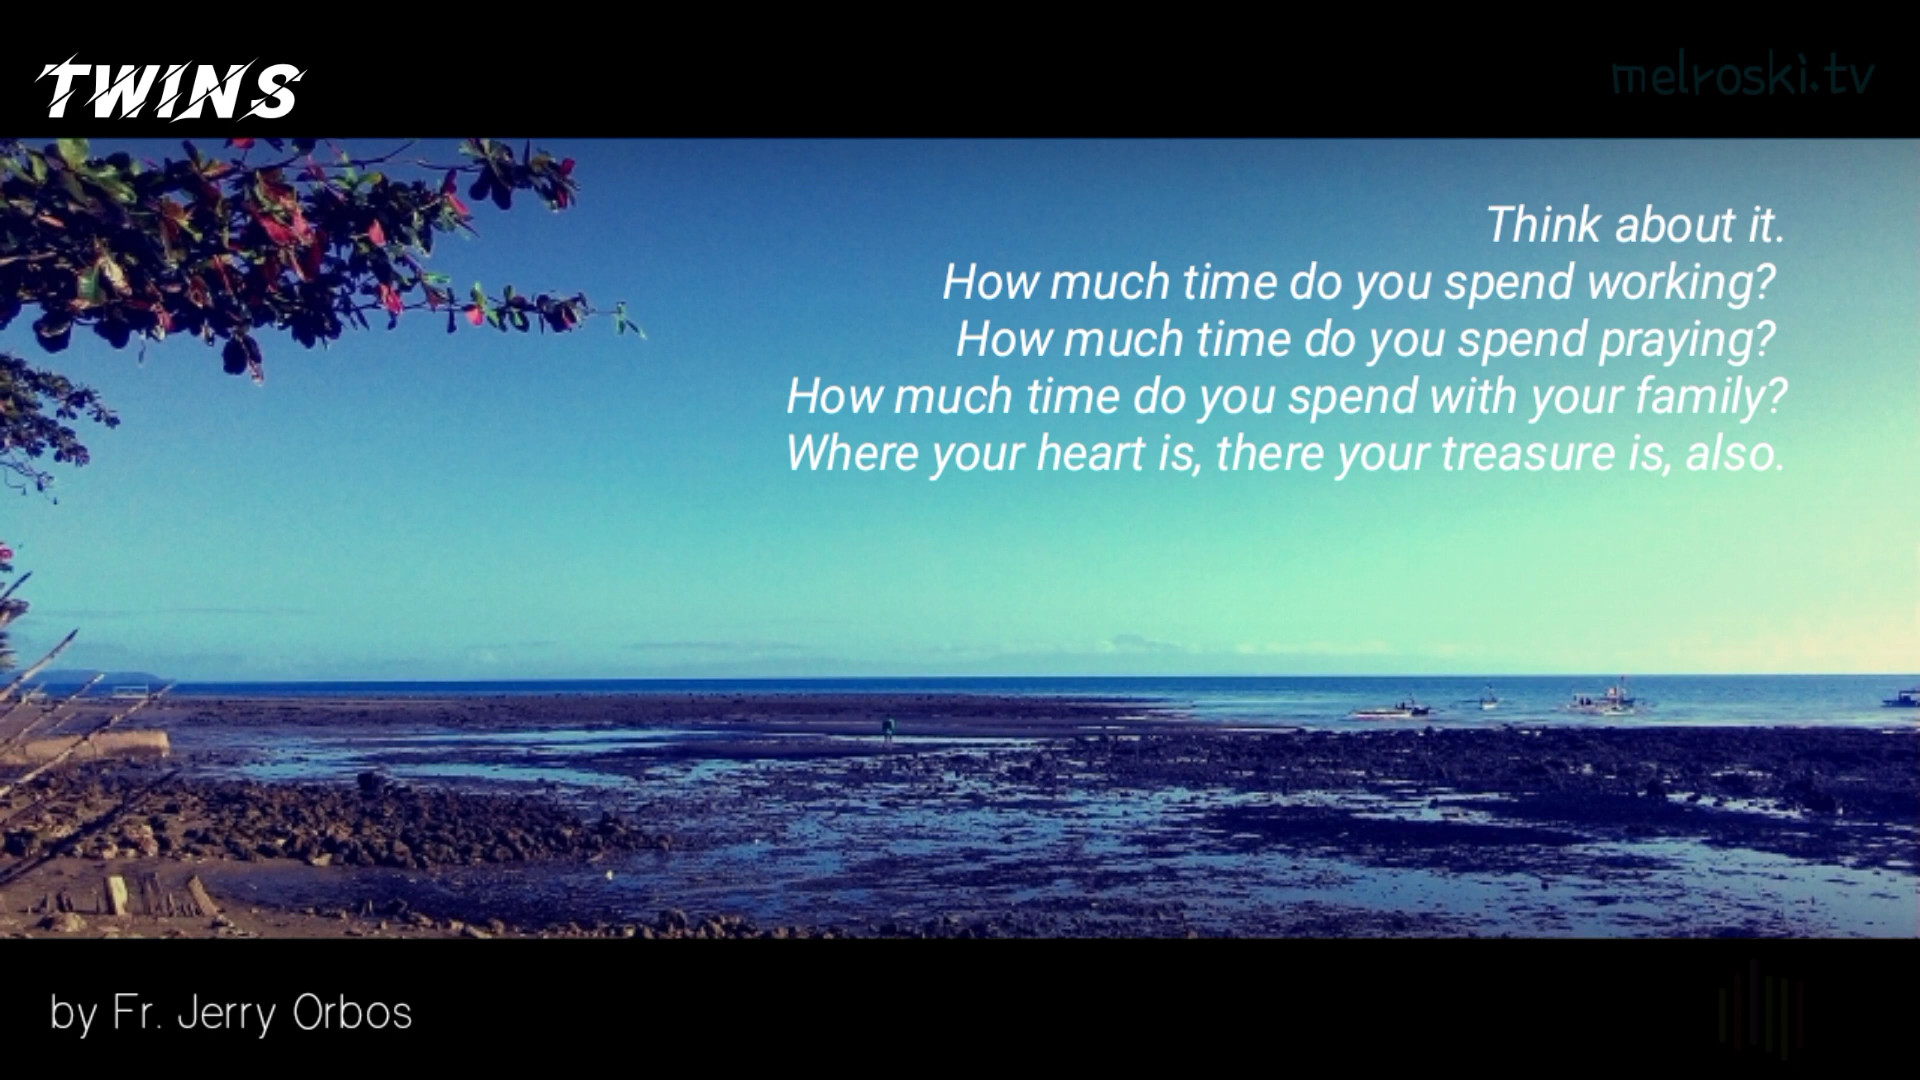 TWINS
melroski.tv
Think about it.
How much time do you spend working?
How much time do you spend praying?
How much time do you spend with your family?
Where your heart is, there your treasure is, also.
by Fr. Jerry Orbos